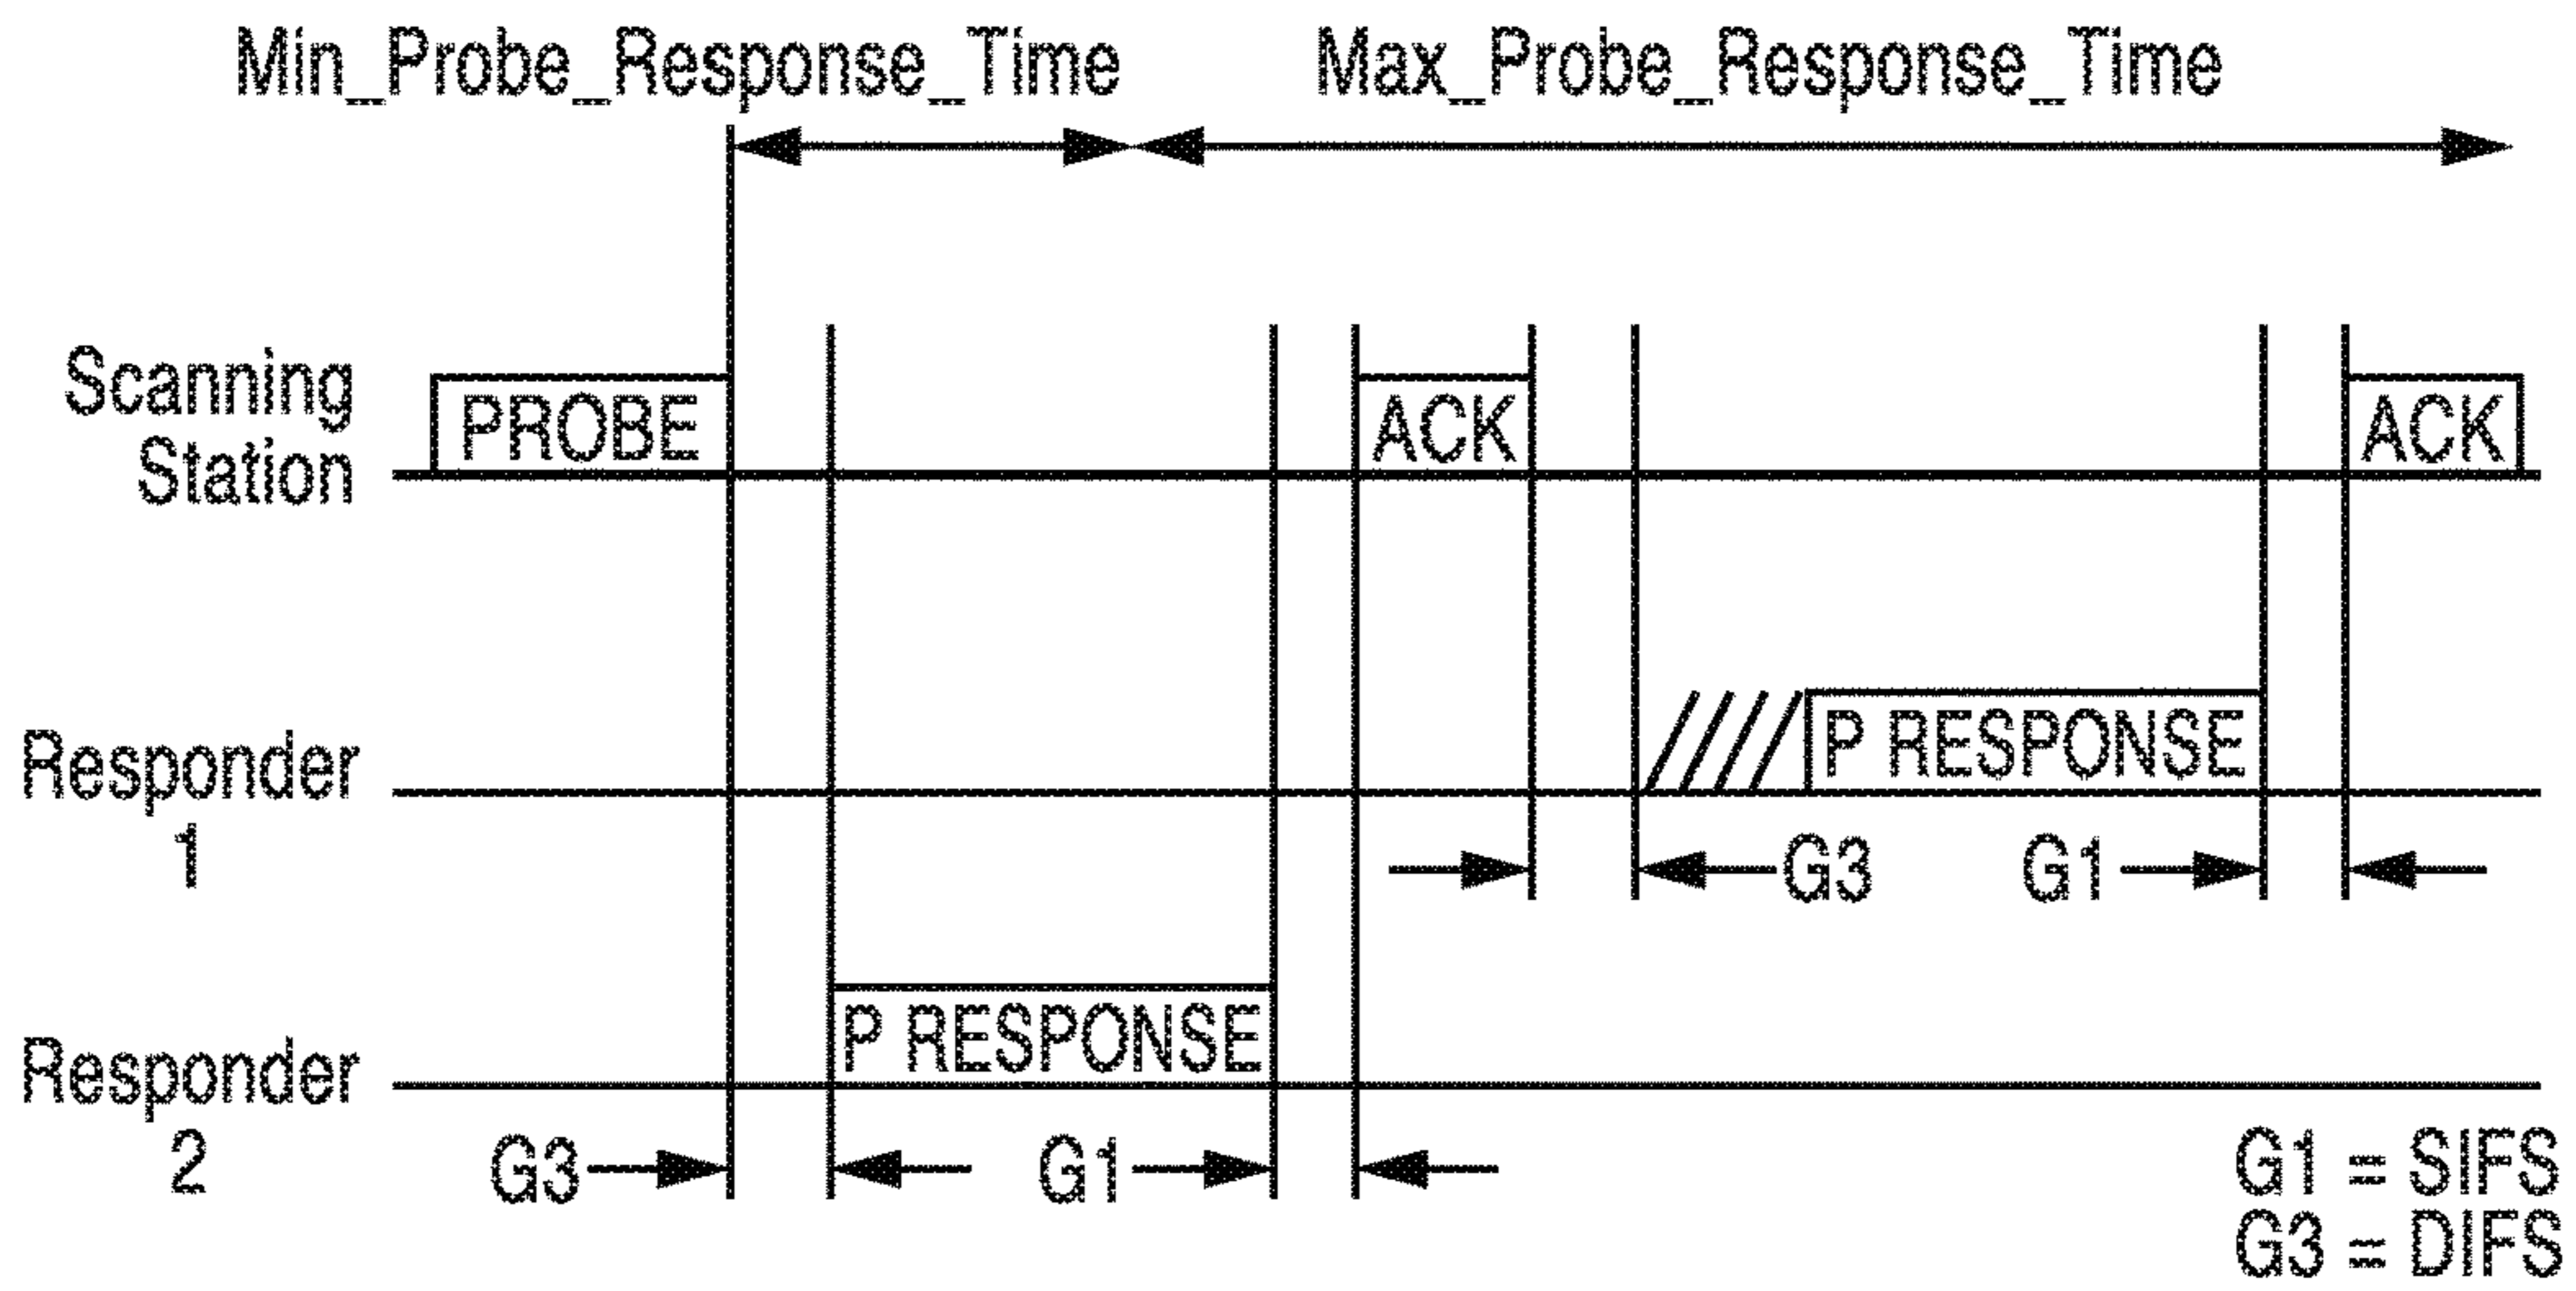 Min_Probe_Response_Time
Max_Probe_Response_Time
Scanning
Station
PROBE
ACK
ACK
Responder
1
P RESPONSE
G3
G1
Responder
2
P RESPONSE
G3
G1
G1 = SIFS
G3 = DIFS